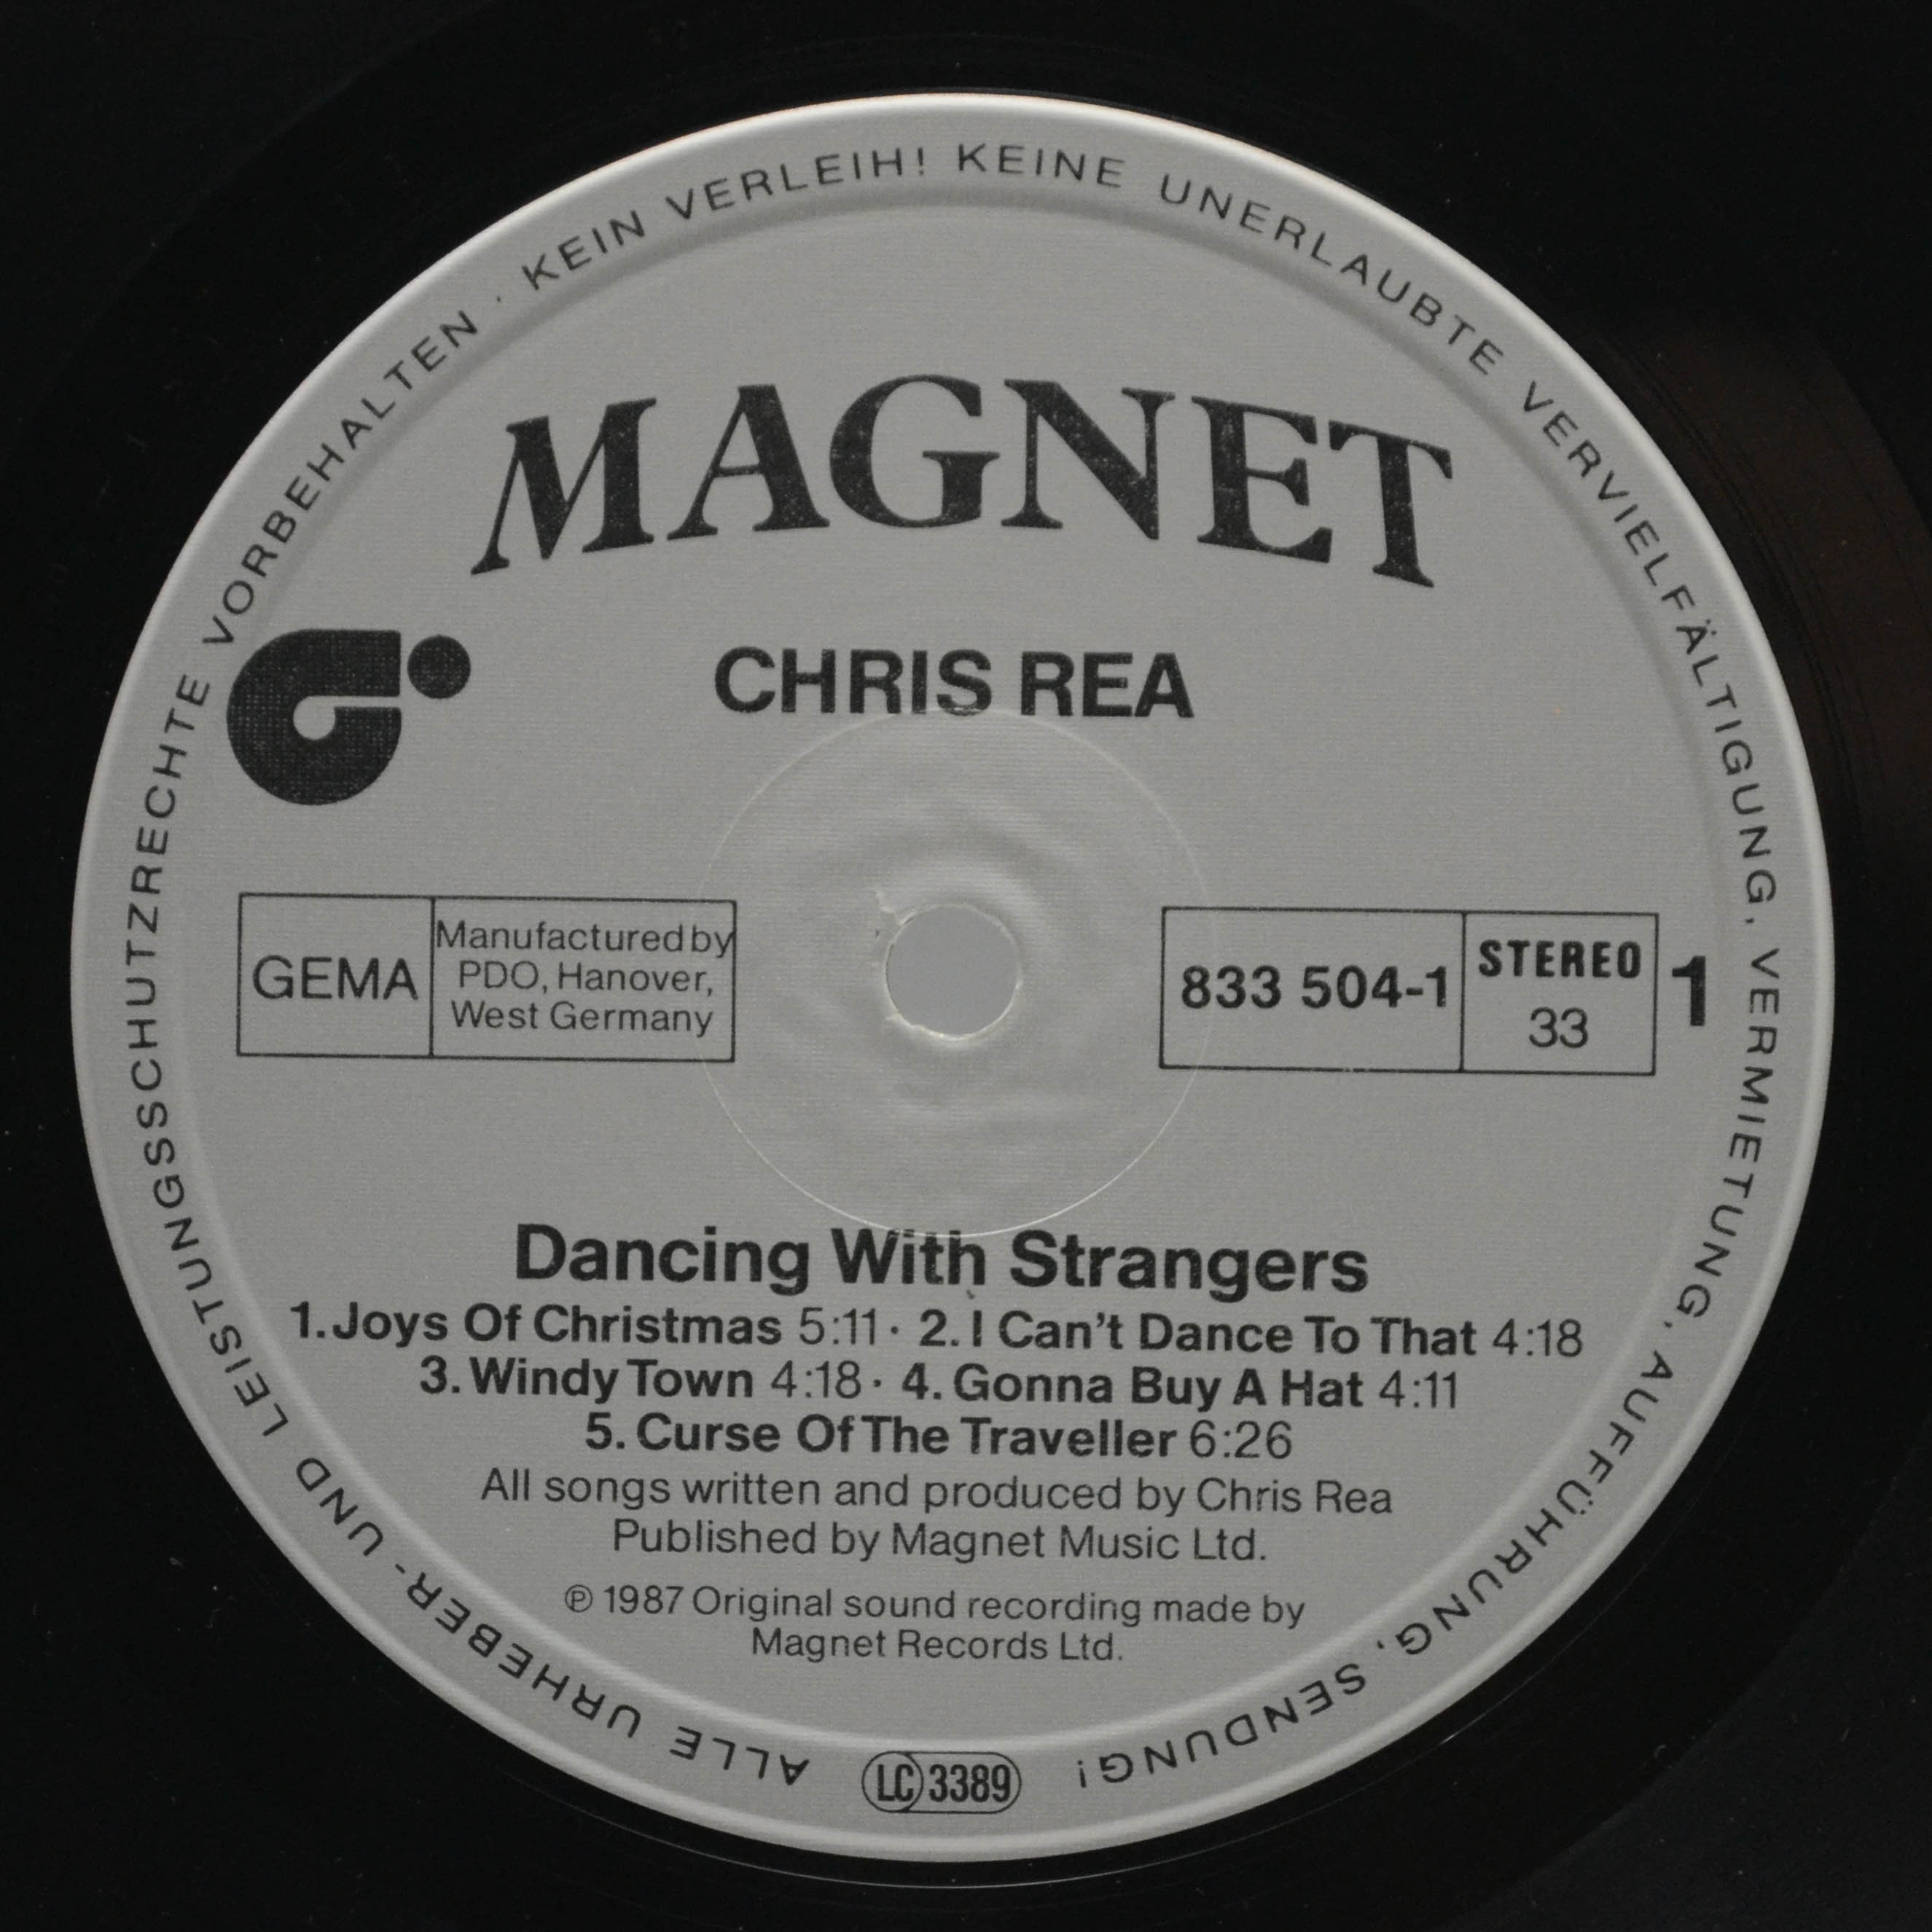 ALLE URHEBER- UND LEISTUNGSSCHUTZRECHTE VORBEHALTEN · KEIN VERLEIH! KEINE UNERLAUBTE VERVIELFÄLTIGUNG, VERMIETUNG, AUFFÜHRUNG, SENDUNG!
MAGNET
CHRIS REA
GEMA
Manufactured by
PDO, Hanover,
West Germany
833 504-1
STEREO
33
1
Dancing With Strangers
1. Joys Of Christmas 5:11 · 2. I Can't Dance To That 4:18
3. Windy Town 4:18 · 4. Gonna Buy A Hat 4:11
5. Curse Of The Traveller 6:26
All songs written and produced by Chris Rea
Published by Magnet Music Ltd.
℗ 1987 Original sound recording made by
Magnet Records Ltd.
LC 3389